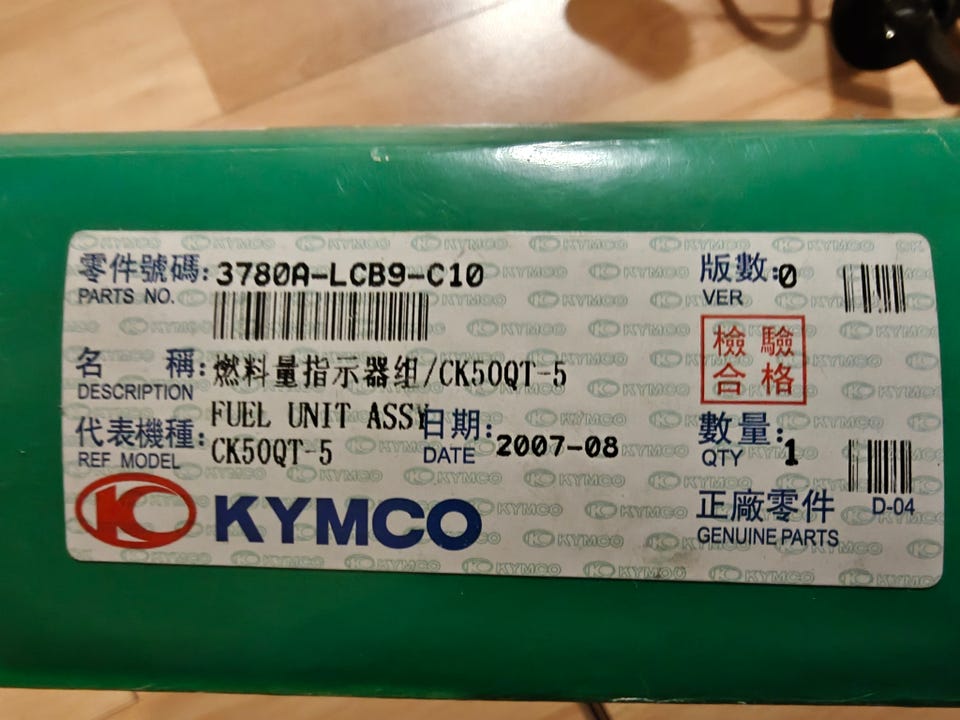 零件號碼: 3780A-LCB9-C10
PARTS NO.
版數: 0
VER
名 稱: 燃料量指示器组/CK50QT-5
DESCRIPTION
FUEL UNIT ASSY
代表機種: CK50QT-5
REF MODEL
日期: 2007-08
DATE
檢驗
合格
數量: 1
QTY
KYMCO
正廠零件
GENUINE PARTS
D-04